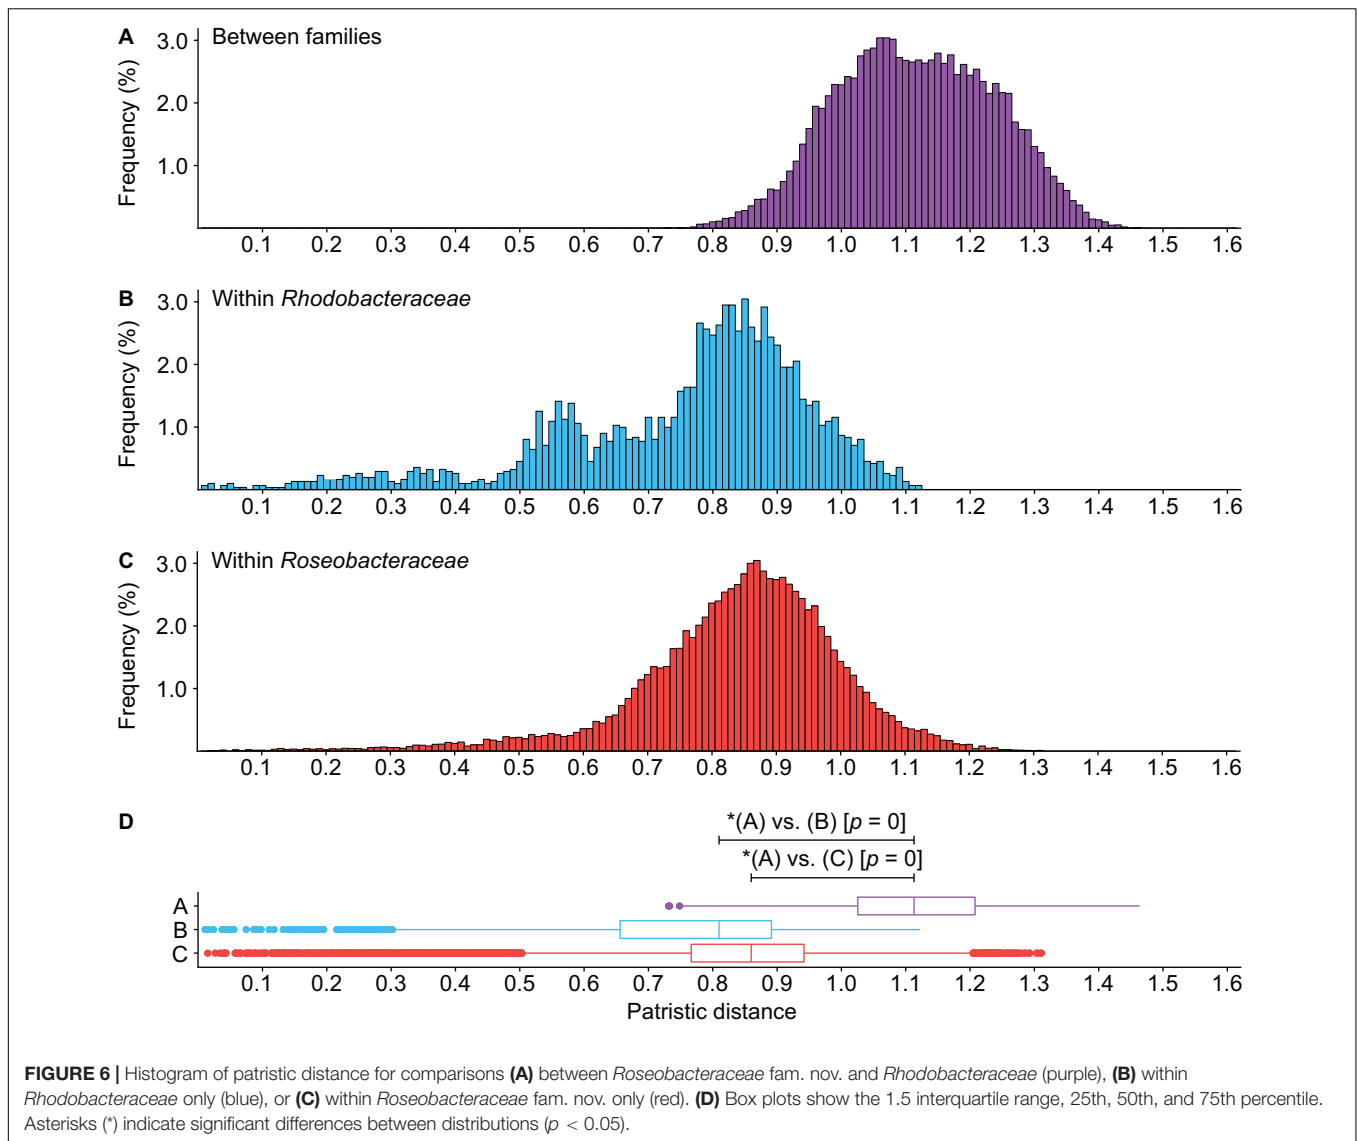 A
Between families
3.0
2.0
1.0
Frequency (%)
0.1 0.2 0.3 0.4 0.5 0.6 0.7 0.8 0.9 1.0 1.1 1.2 1.3 1.4 1.5 1.6
B
Within Rhodobacteraceae
3.0
2.0
1.0
Frequency (%)
0.1 0.2 0.3 0.4 0.5 0.6 0.7 0.8 0.9 1.0 1.1 1.2 1.3 1.4 1.5 1.6
C
Within Roseobacteraceae
3.0
2.0
1.0
Frequency (%)
0.1 0.2 0.3 0.4 0.5 0.6 0.7 0.8 0.9 1.0 1.1 1.2 1.3 1.4 1.5 1.6
D
*(A) vs. (B) [p = 0]
*(A) vs. (C) [p = 0]
A
B
C
0.1 0.2 0.3 0.4 0.5 0.6 0.7 0.8 0.9 1.0 1.1 1.2 1.3 1.4 1.5 1.6
Patristic distance
FIGURE 6 | Histogram of patristic distance for comparisons (A) between Roseobacteraceae fam. nov. and Rhodobacteraceae (purple), (B) within
Rhodobacteraceae only (blue), or (C) within Roseobacteraceae fam. nov. only (red). (D) Box plots show the 1.5 interquartile range, 25th, 50th, and 75th percentile.
Asterisks (*) indicate significant differences between distributions (p < 0.05).